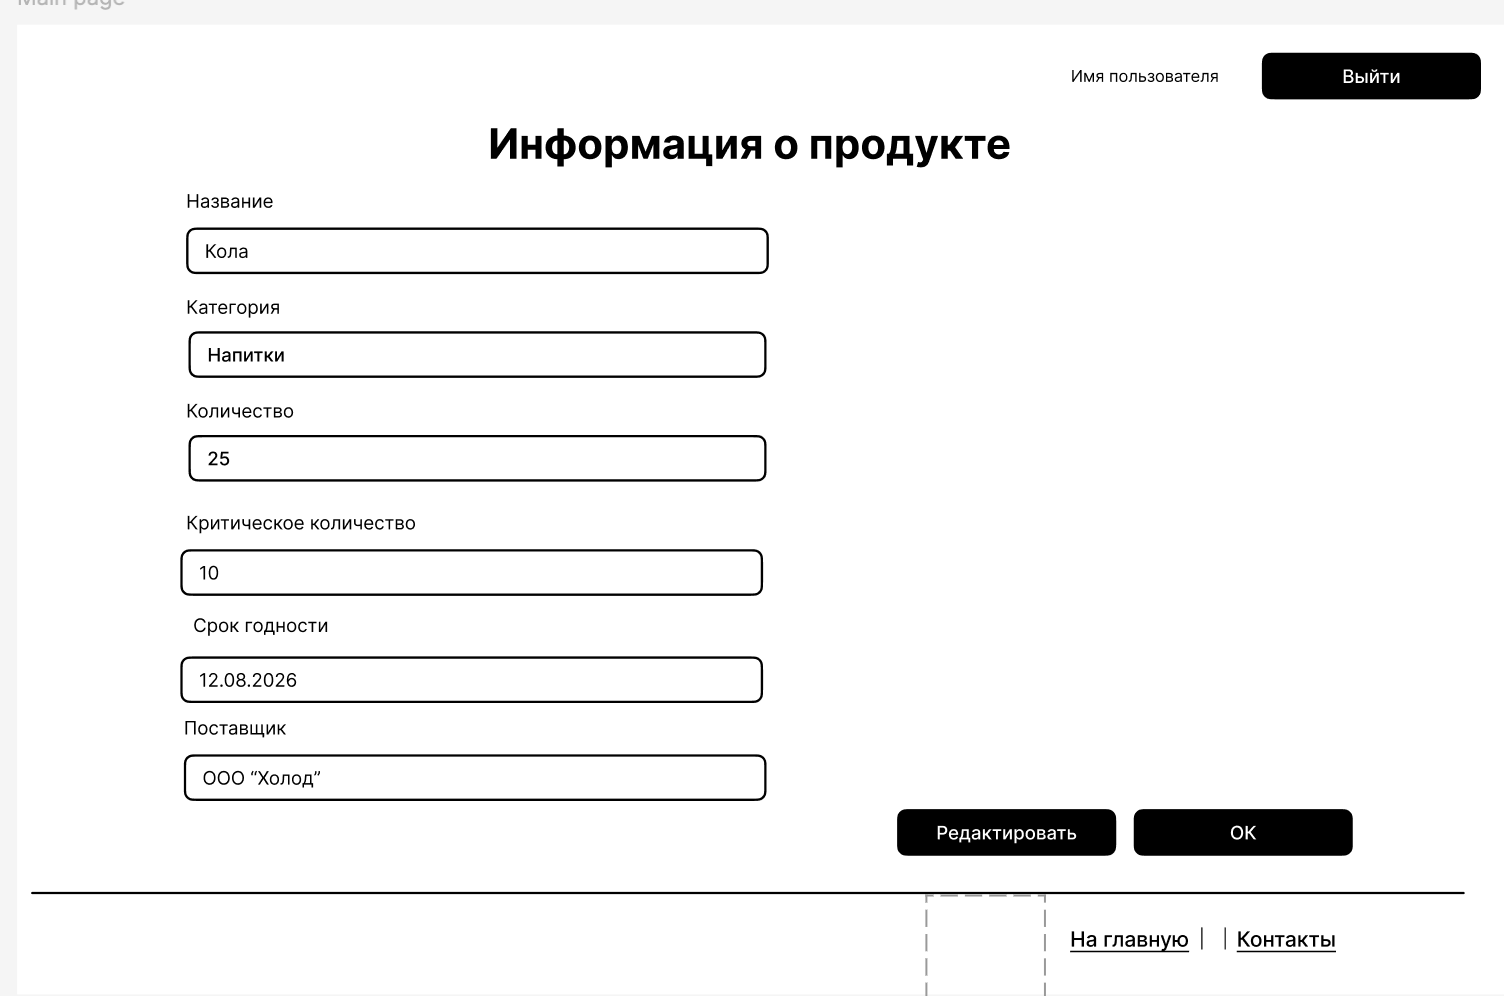 Main page
Имя пользователя
Выйти
Информация о продукте
Название
Кола
Категория
Напитки
Количество
25
Критическое количество
10
Срок годности
12.08.2026
Поставщик
ООО “Холод”
Редактировать
ОК
На главную | | Контакты